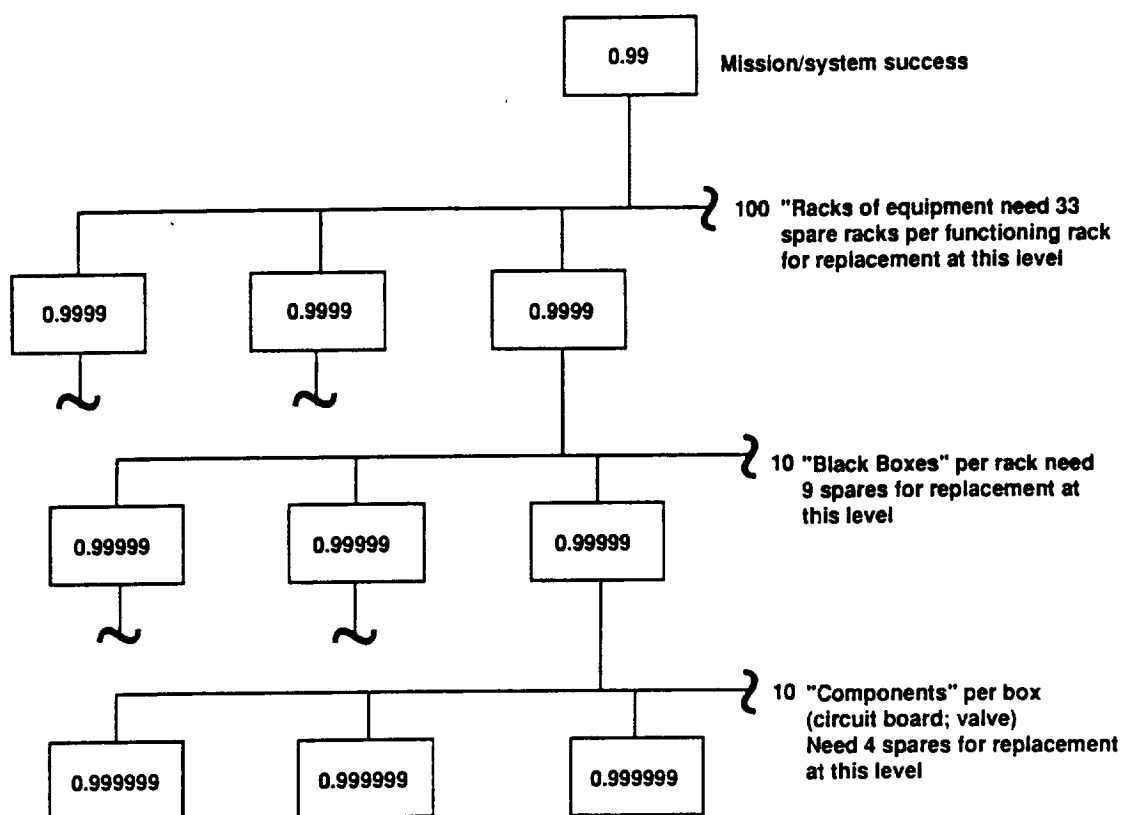 0.99
Mission/system success
100 "Racks of equipment need 33
spare racks per functioning rack
for replacement at this level
0.9999
0.9999
0.9999
10 "Black Boxes" per rack need
9 spares for replacement at
this level
0.99999
0.99999
0.99999
10 "Components" per box
(circuit board; valve)
Need 4 spares for replacement
at this level
0.999999
0.999999
0.999999